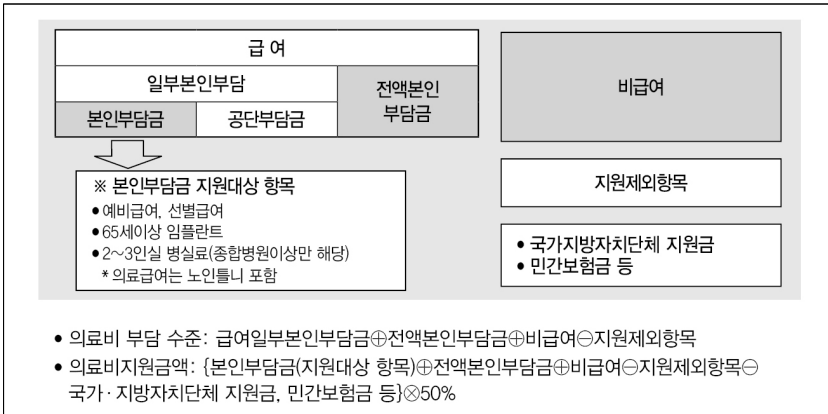 급 여
일부본인부담
전액본인
부담금
본인부담금
공단부담금
비급여
※ 본인부담금 지원대상 항목
●예비급여, 선별급여
●65세이상 임플란트
●2~3인실 병실료(종합병원이상만 해당)
* 의료급여는 노인틀니 포함
지원제외항목
● 국가지방자치단체 지원금
● 민간보험금 등
● 의료비 부담 수준: 급여일부본인부담금⊕전액본인부담금⊕비급여⊖지원제외항목
● 의료비지원금액: {본인부담금(지원대상 항목)⊕전액본인부담금⊕비급여⊖지원제외항목⊖
국가·지방자치단체 지원금, 민간보험금 등}⊗50%